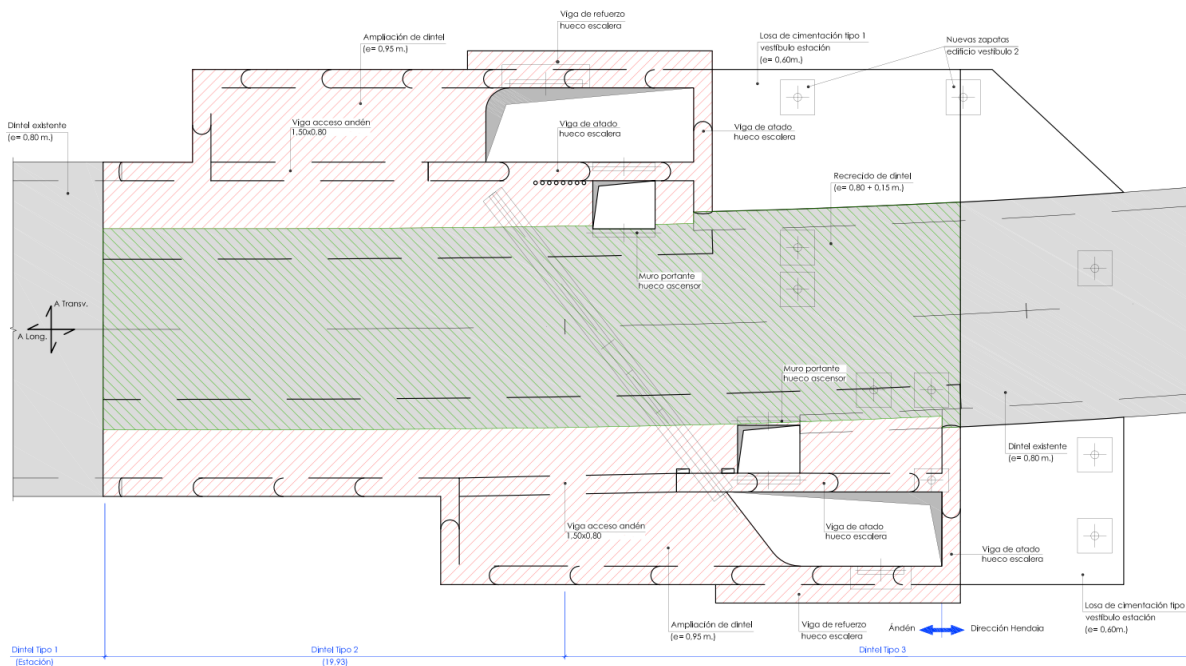 Viga de refuerzo
hueco escalera
Ampliación de dintel
(e= 0,95 m.)
Losa de cimentación tipo 1
vestíbulo estación
(e= 0,60m.)
Nuevas zapatas
edificio vestíbulo 2
Dintel existente
(e= 0,80 m.)
Viga acceso andén
1,50x0.80
Viga de atado
hueco escalera
Viga de atado
hueco escalera
Recrecido de dintel
(e= 0,80 + 0,15 m.)
Muro portante
hueco ascensor
A Transv.
A Long.
Muro portante
hueco ascensor
Dintel existente
(e= 0,80 m.)
Viga acceso andén
1,50x0.80
Viga de atado
hueco escalera
Viga de atado
hueco escalera
Ampliación de dintel
(e= 0,95 m.)
Viga de refuerzo
hueco escalera
Ándén
Dirección Hendaia
Losa de cimentación tipo
vestíbulo estación
(e= 0,60m.)
Dintel Tipo 1
(Estación)
Dintel Tipo 2
(19,93)
Dintel Tipo 3